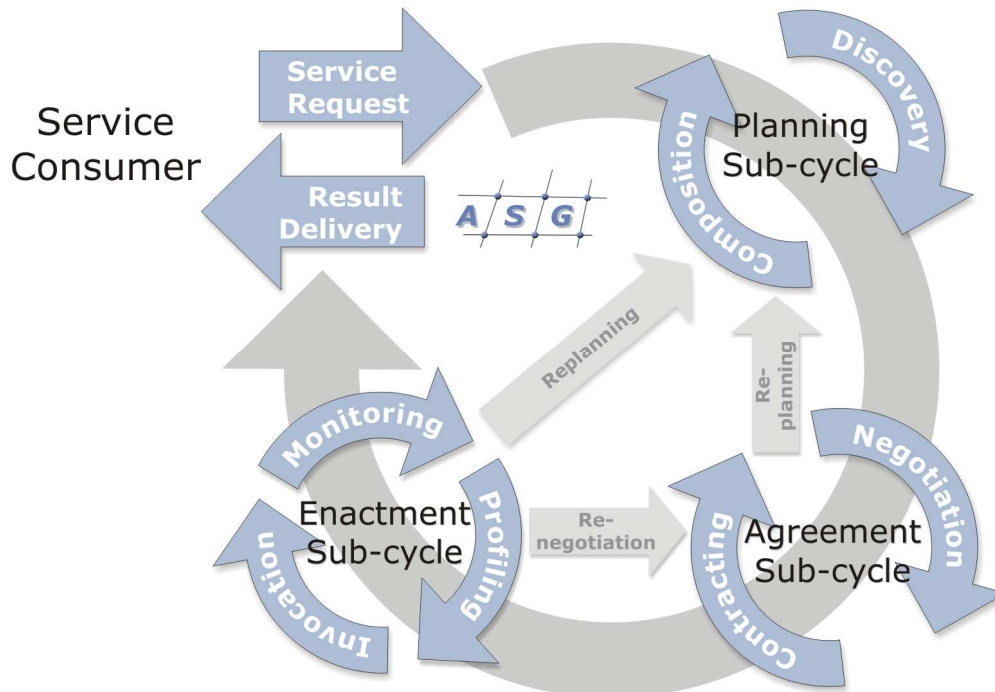 Service
Request
Service
Consumer
Result
Delivery
A S G
Discovery
Planning
Sub-cycle
Composition
Replanning
Re-
planning
Monitoring
Enactment
Sub-cycle
Profiling
Invocation
Re-
negotiation
Negotiation
Agreement
Sub-cycle
Contracting